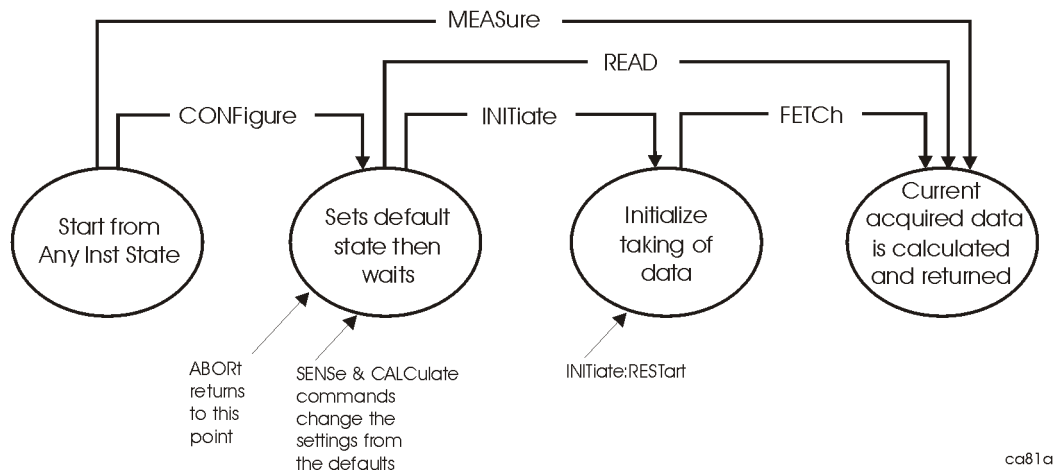 MEASure
READ
CONFigure
INITiate
FETCh
Start from
Any Inst State
Sets default
state then
waits
Initialize
taking of
data
Current
acquired data
is calculated
and returned
ABORt
returns
to this
point
SENSe & CALCulate
commands
change the
settings from
the defaults
INITiate:RESTart
ca81a